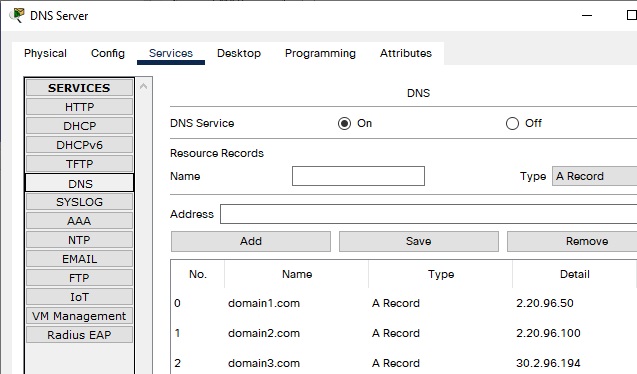 DNS Server
Physical Config Services Desktop Programming Attributes
SERVICES
HTTP
DHCP
DHCPv6
TFTP
DNS
SYSLOG
AAA
NTP
EMAIL
FTP
IoT
VM Management
Radius EAP
DNS
DNS Service On Off
Resource Records
Name Type A Record
Address
Add Save Remove
No. Name Type Detail
0 domain1.com A Record 2.20.96.50
1 domain2.com A Record 2.20.96.100
2 domain3.com A Record 30.2.96.194